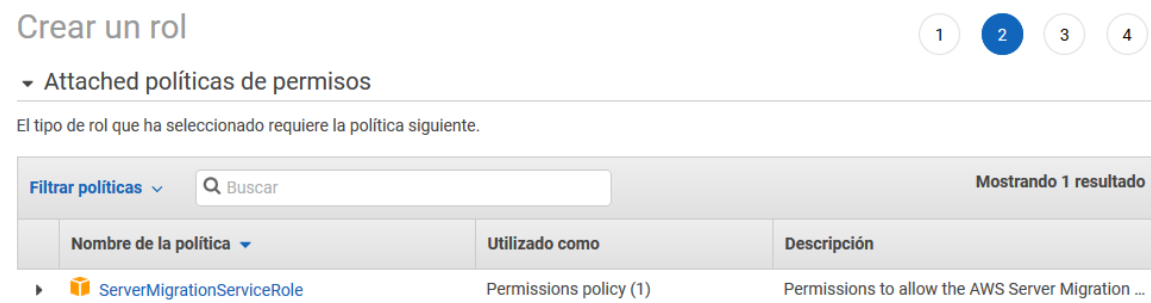 Crear un rol
1 2 3 4
Attached políticas de permisos
El tipo de rol que ha seleccionado requiere la política siguiente.
Filtrar políticas Buscar Mostrando 1 resultado
Nombre de la política Utilizado como Descripción
ServerMigrationServiceRole Permissions policy (1) Permissions to allow the AWS Server Migration ...